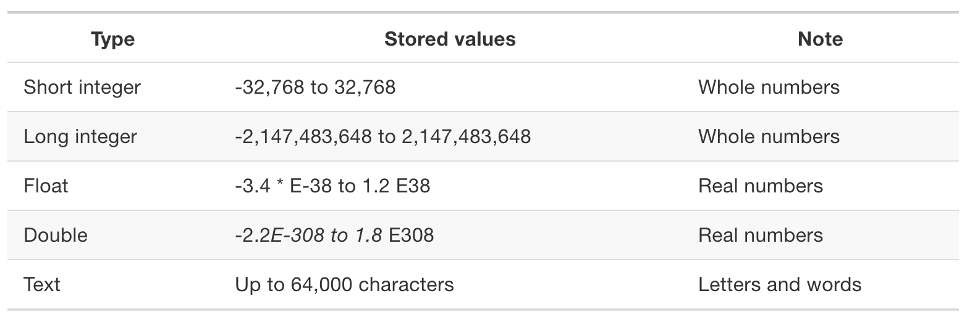 Type Stored values Note
Short integer -32,768 to 32,768 Whole numbers
Long integer -2,147,483,648 to 2,147,483,648 Whole numbers
Float -3.4 * E-38 to 1.2 E38 Real numbers
Double -2.2E-308 to 1.8 E308 Real numbers
Text Up to 64,000 characters Letters and words